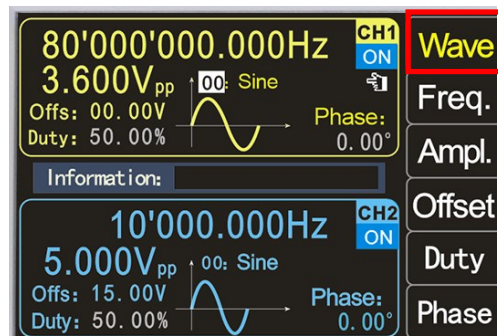 80'000'000.000Hz
CH1
ON
3.600Vpp
00: Sine
Offs: 00.00V
Phase:
Duty: 50.00%
0.00°
Information:
10'000.000Hz
CH2
ON
5.000Vpp
00: Sine
Offs: 15.00V
Phase:
Duty: 50.00%
0.00°
Wave
Freq.
Ampl.
Offset
Duty
Phase